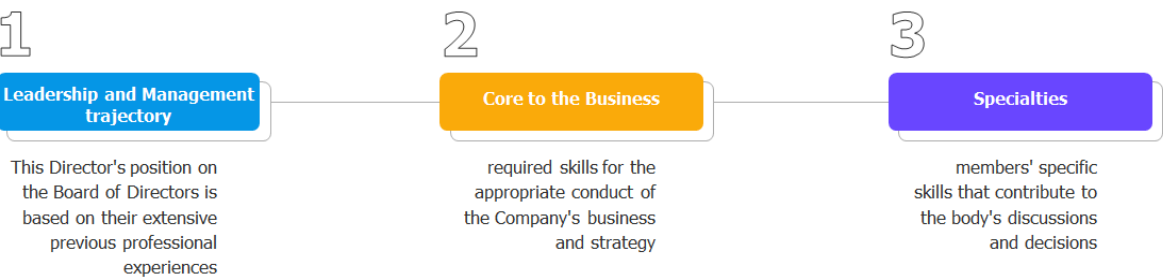 1
Leadership and Management
trajectory
This Director's position on
the Board of Directors is
based on their extensive
previous professional
experiences
2
Core to the Business
required skills for the
appropriate conduct of
the Company's business
and strategy
3
Specialties
members' specific
skills that contribute to
the body's discussions
and decisions